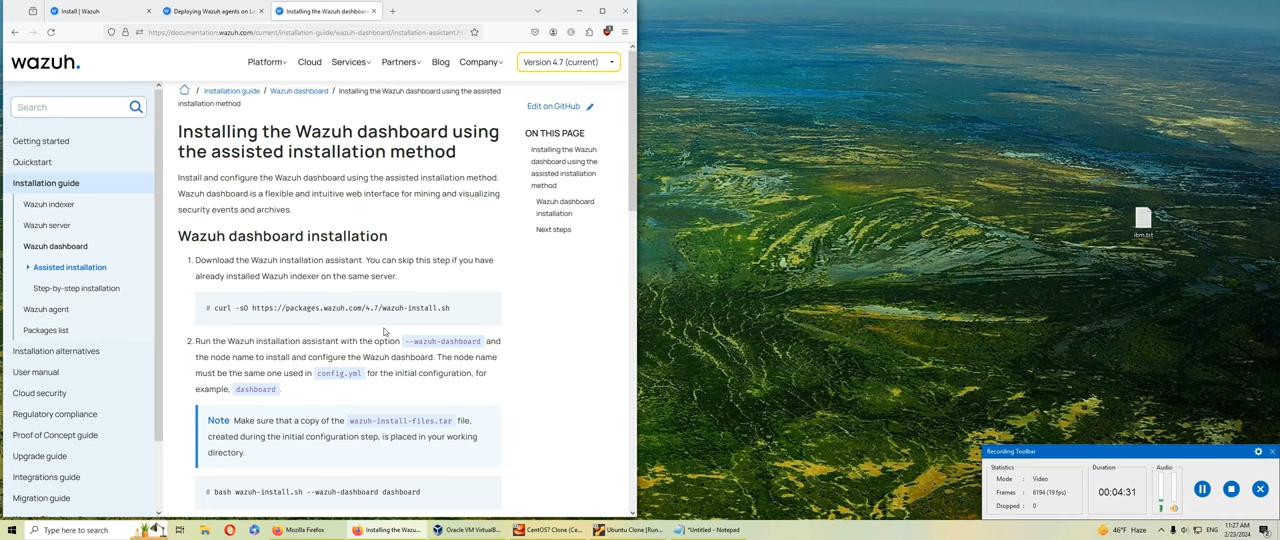 Install | Wazuh
Deploying Wazuh agents on Li
Installing the Wazuh dashboard
https://documentation.wazuh.com/current/installation-guide/wazuh-dashboard/installation-assistant.h
wazuh.
Platform
Cloud
Services
Partners
Blog
Company
Version 4.7 (current)
Search
Getting started
Quickstart
Installation guide
Wazuh indexer
Wazuh server
Wazuh dashboard
Assisted installation
Step-by-step installation
Wazuh agent
Packages list
Installation alternatives
User manual
Cloud security
Regulatory compliance
Proof of Concept guide
Upgrade guide
Integrations guide
Migration guide
/ Installation guide / Wazuh dashboard / Installing the Wazuh dashboard using the assisted
installation method
Installing the Wazuh dashboard using
the assisted installation method
Install and configure the Wazuh dashboard using the assisted installation method.
Wazuh dashboard is a flexible and intuitive web interface for mining and visualizing
security events and archives.
Wazuh dashboard installation
1. Download the Wazuh installation assistant. You can skip this step if you have
already installed Wazuh indexer on the same server.
# curl -sO https://packages.wazuh.com/4.7/wazuh-install.sh
2. Run the Wazuh installation assistant with the option --wazuh-dashboard and
the node name to install and configure the Wazuh dashboard. The node name
must be the same one used in config.yml for the initial configuration, for
example, dashboard.
Note Make sure that a copy of the wazuh-install-files.tar file,
created during the initial configuration step, is placed in your working
directory.
# bash wazuh-install.sh --wazuh-dashboard dashboard
Edit on GitHub
ON THIS PAGE
Installing the Wazuh
dashboard using the
assisted installation
method
Wazuh dashboard
installation
Next steps
ibm.txt
Recording Toolbar
Statistics
Mode : Video
Frames : 6194 (19 fps)
Dropped : 0
Duration
00:04:31
Audio
Type here to search
Mozilla Firefox
Installing the Wazu...
Oracle VM VirtualB...
CentOS7 Clone (Ce...
Ubuntu Clone [Run...
*Untitled - Notepad
46°F Haze
ENG
11:27 AM
2/23/2024
2